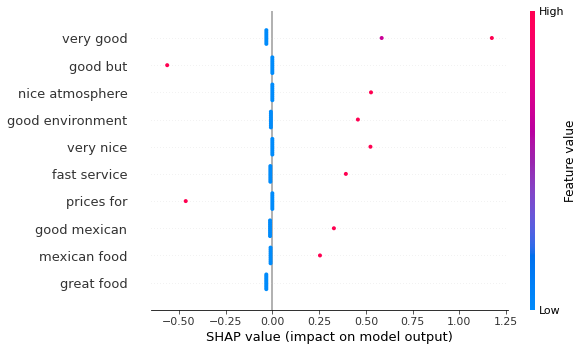 High
very good
good but
nice atmosphere
good environment
very nice
fast service
prices for
good mexican
mexican food
great food
Feature value
Low
−0.50 −0.25 0.00 0.25 0.50 0.75 1.00 1.25
SHAP value (impact on model output)